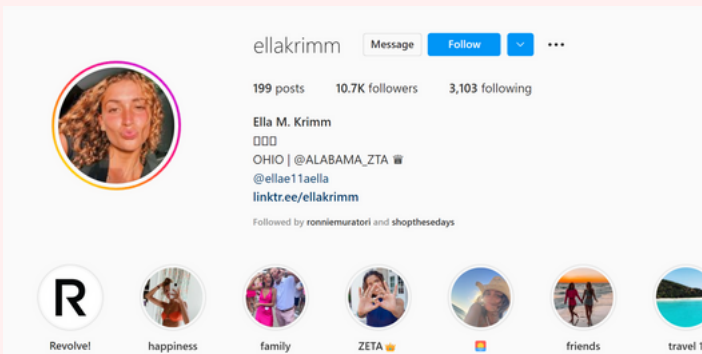 ellakrimm Message Follow
199 posts 10.7K followers 3,103 following
Ella M. Krimm
OHIO | @ALABAMA_ZTA
@ellae11aella
linktr.ee/ellakrimm
Followed by ronniemuratori and shopthesedays
R
Revolve! happiness family ZETA friends travel 1